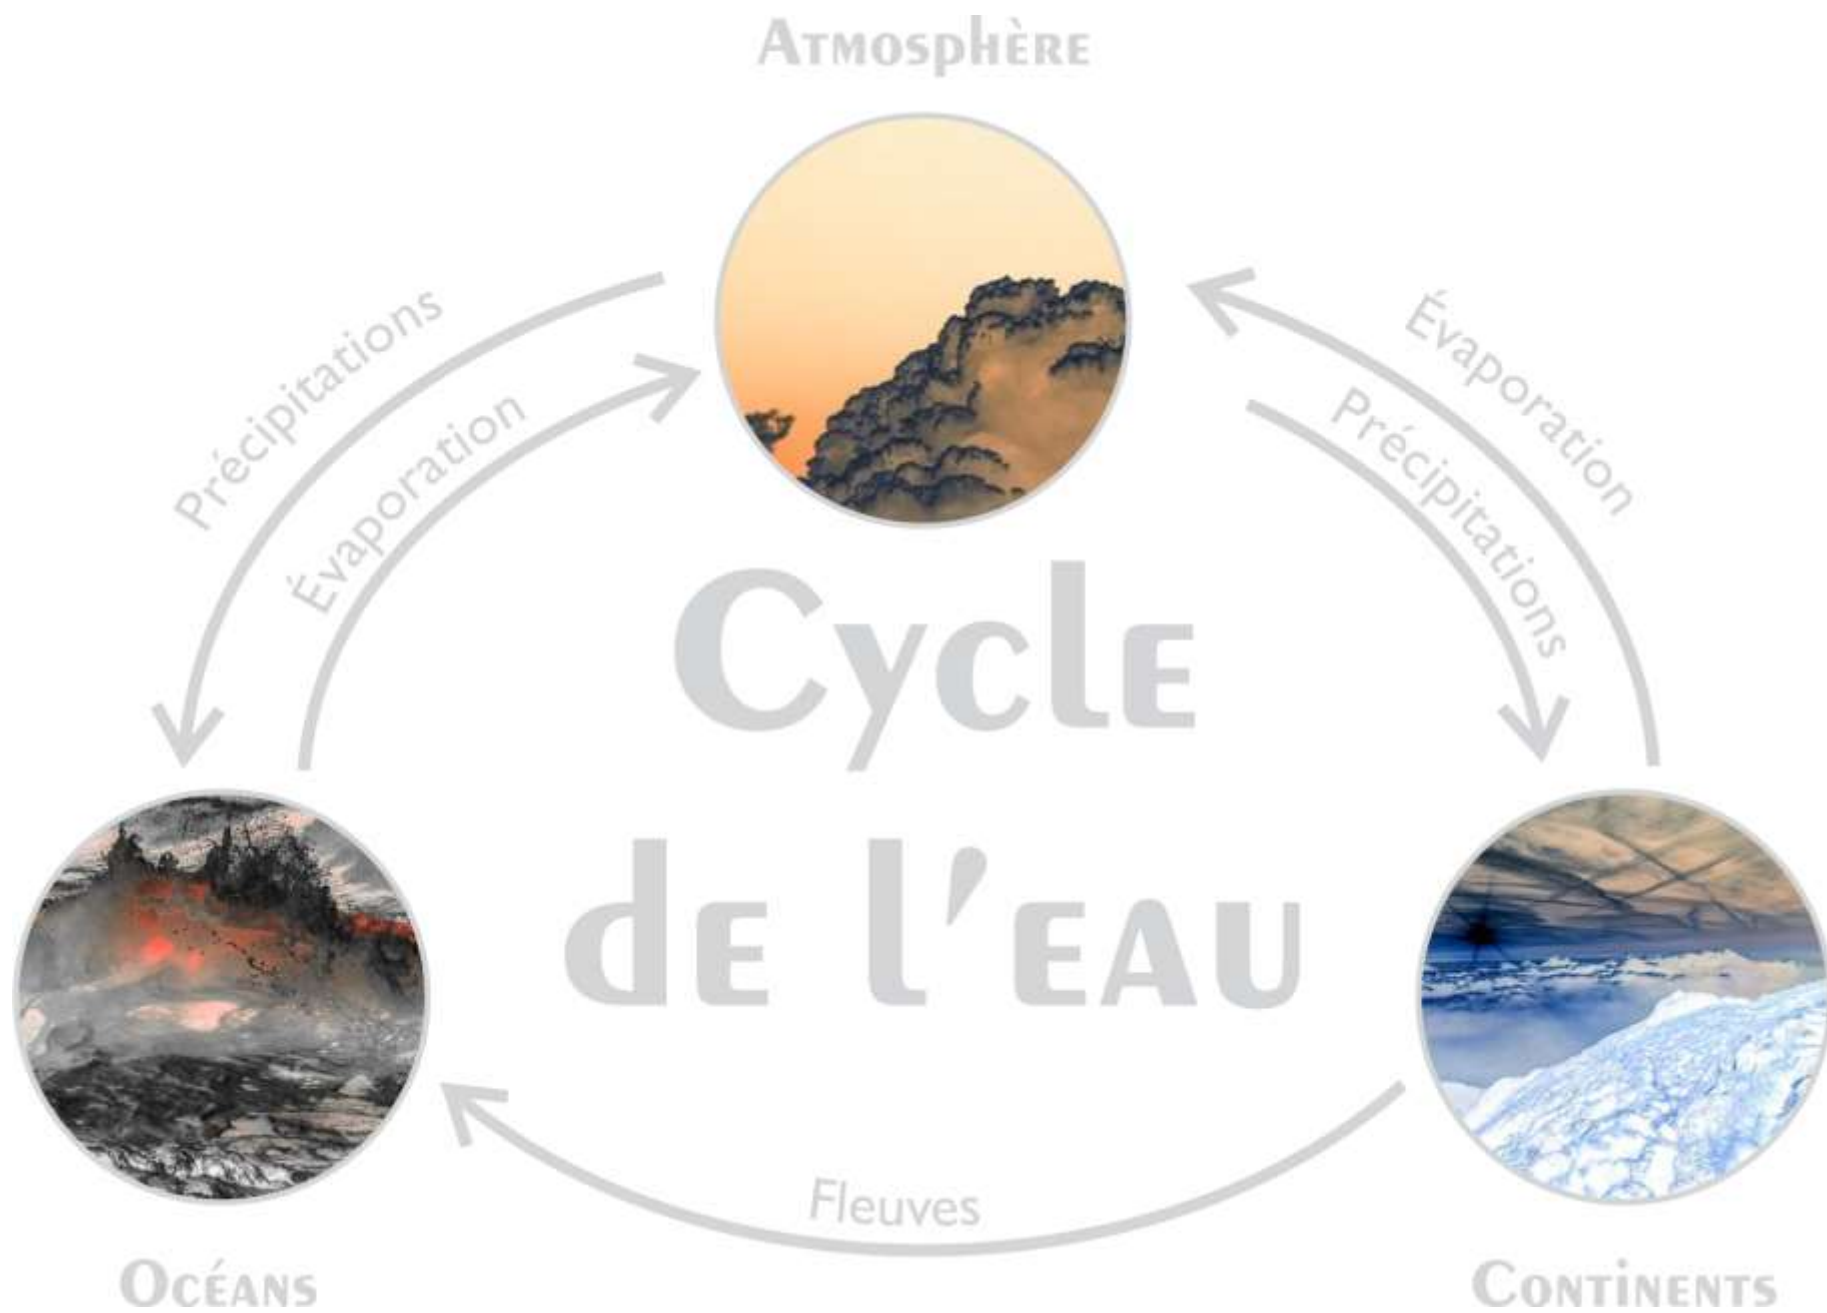 Atmosphère
Précipitations
Évaporation
Évaporation
Précipitations
Cycle
de l'eau
Fleuves
Océans
Continents